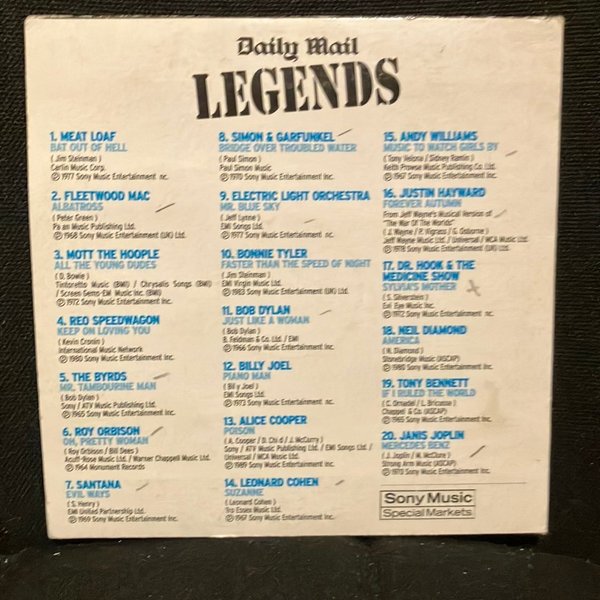 Daily Mail
LEGENDS
1. MEAT LOAF
BAT OUT OF HELL
( Jim Steinman )
Carlin Music Corp.
℗ 1977 Sony Music Entertainment Inc.
2. FLEETWOOD MAC
ALBATROSS
( Peter Green )
Pa an Music Publishing Ltd.
℗ 1968 Sony Music Entertainment (UK) Ltd.
3. MOTT THE HOOPLE
ALL THE YOUNG DUDES
( D. Bowie )
Tintoretto Music (BMI) / Chrysalis Songs (BMI)
/ Screen Gems-EMI Music Inc. (BMI)
℗ 1972 Sony Music Entertainment Inc.
4. REO SPEEDWAGON
KEEP ON LOVING YOU
( Kevin Cronin )
International Music Network
℗ 1980 Sony Music Entertainment Inc.
5. THE BYRDS
MR. TAMBOURINE MAN
( Bob Dylan )
Sony / ATV Music Publishing Ltd.
℗ 1965 Sony Music Entertainment Inc.
6. ROY ORBISON
OH, PRETTY WOMAN
( Roy Orbison / Bill Dees )
Acuff-Rose Music Ltd. / Warner Chappell Music Ltd.
℗ 1964 Monument Records
7. SANTANA
EVIL WAYS
( S. Henry )
EMI United Partnership Ltd.
℗ 1969 Sony Music Entertainment Inc.
8. SIMON & GARFUNKEL
BRIDGE OVER TROUBLED WATER
( Paul Simon )
Paul Simon Music
℗ 1970 Sony Music Entertainment Inc.
9. ELECTRIC LIGHT ORCHESTRA
MR. BLUE SKY
( Jeff Lynne )
EMI Songs Ltd.
℗ 1977 Sony Music Entertainment Inc.
10. BONNIE TYLER
FASTER THAN THE SPEED OF NIGHT
( Jim Steinman )
EMI Virgin Music Ltd.
℗ 1983 Sony Music Entertainment (UK) Ltd.
11. BOB DYLAN
JUST LIKE A WOMAN
( Bob Dylan )
B. Feldman & Co. Ltd. / EMI
℗ 1966 Sony Music Entertainment Inc.
12. BILLY JOEL
PIANO MAN
( Billy Joel )
EMI Songs Ltd.
℗ 1973 Sony Music Entertainment Inc.
13. ALICE COOPER
POISON
( A. Cooper / D. Child / J. McCurry )
Sony / ATV Music Publishing Ltd. / EMI Songs Ltd. /
Universal / MCA Music Ltd.
℗ 1989 Sony Music Entertainment Inc.
14. LEONARD COHEN
SUZANNE
( L. Cohen )
Tro Essex Music Ltd.
℗ 1967 Sony Music Entertainment Inc.
15. ANDY WILLIAMS
MUSIC TO WATCH GIRLS BY
( Tony Velona / Sidney Ramin )
Keith Prowse Music Publishing Co. Ltd.
℗ 1967 Sony Music Entertainment Inc.
16. JUSTIN HAYWARD
FOREVER AUTUMN
From Jeff Wayne's Musical Version of
"The War Of The Worlds"
( J. Wayne / P. Vigrass / G. Osborne )
Jeff Wayne Music Ltd. / Universal / MCA Music Ltd.
℗ 1978 Sony Music Entertainment (UK) Ltd.
17. DR. HOOK & THE
MEDICINE SHOW
SYLVIA'S MOTHER
( S. Silverstein )
Evil Eye Music Inc.
℗ 1972 Sony Music Entertainment Inc.
18. NEIL DIAMOND
AMERICA
( N. Diamond )
Stonebridge Music (ASCAP)
℗ 1980 Sony Music Entertainment Inc.
19. TONY BENNETT
IF I RULED THE WORLD
( C. Ornadel / L. Bricusse )
Chappell & Co. (ASCAP)
℗ 1965 Sony Music Entertainment Inc.
20. JANIS JOPLIN
MERCEDES BENZ
( J. Joplin / M. McClure )
Strong Arm Music (ASCAP)
℗ 1970 Sony Music Entertainment Inc.
Sony Music
Special Markets